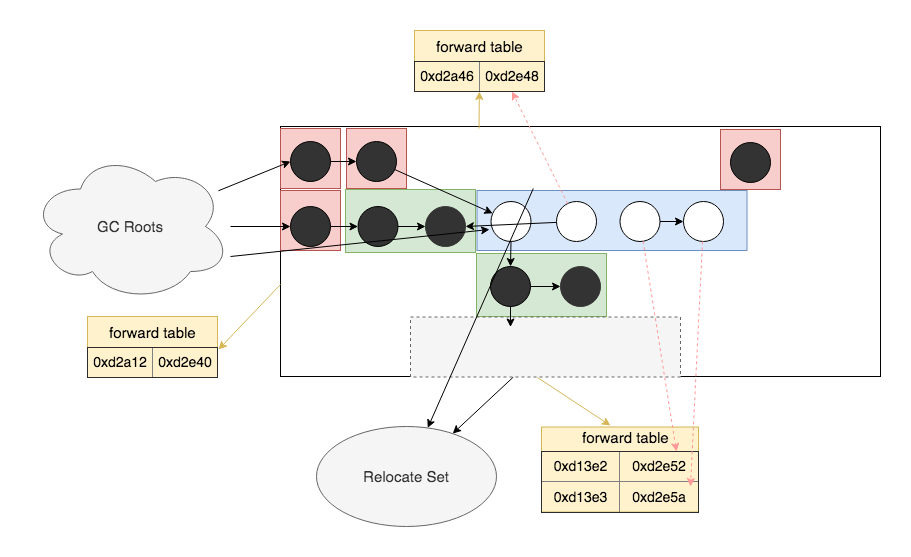 forward table
0xd2a46 0xd2e48
GC Roots
forward table
0xd2a12 0xd2e40
forward table
0xd13e2 0xd2e52
0xd13e3 0xd2e5a
Relocate Set